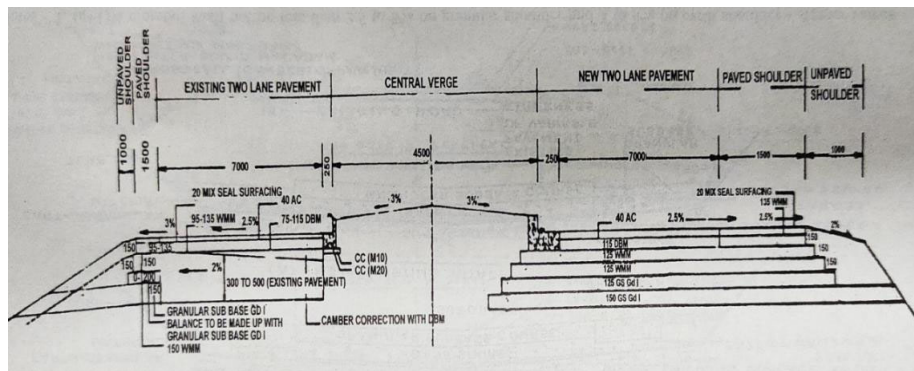 UNPAVED SHOULDER
PAVED SHOULDER
EXISTING TWO LANE PAVEMENT
CENTRAL VERGE
NEW TWO LANE PAVEMENT
PAVED SHOULDER
UNPAVED SHOULDER
1000
1500
7000
250
4500
250
7000
1500
1000
20 MIX SEAL SURFACING
40 AC
95-135 WMM
75-115 DBM
3%
2.5%
3%
3%
20 MIX SEAL SURFACING
135 WMM
40 AC
2.5%
2.5%
150
95-135
150
150
2%
150
300 TO 500 (EXISTING PAVEMENT)
CC (M10)
CC (M20)
115 DBM
125 WMM
125 WMM
125 GS Gd I
150 GS Gd I
150
150
150
GRANULAR SUB BASE GD I
BALANCE TO BE MADE UP WITH
GRANULAR SUB BASE GD I
150 WMM
CAMBER CORRECTION WITH DBM